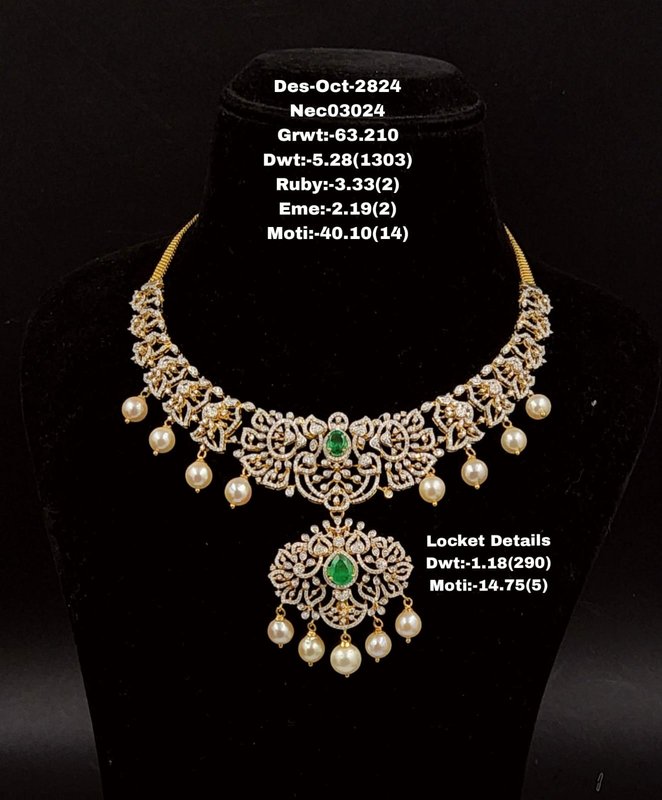 Des-Oct-2824
Nec03024
Grwt:-63.210
Dwt:-5.28(1303)
Ruby:-3.33(2)
Eme:-2.19(2)
Moti:-40.10(14)
Locket Details
Dwt:-1.18(290)
Moti:-14.75(5)